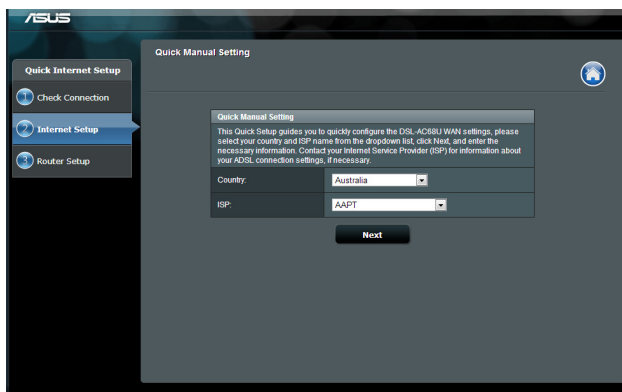 ASUS
Quick Internet Setup
1 Check Connection
2 Internet Setup
3 Router Setup
Quick Manual Setting
Quick Manual Setting
This Quick Setup guides you to quickly configure the DSL-AC68U WAN settings, please
select your country and ISP name from the dropdown list, click Next, and enter the
necessary information. Contact your Internet Service Provider (ISP) for information about
your ADSL connection settings, if necessary.
Country: Australia
ISP: AAPT
Next